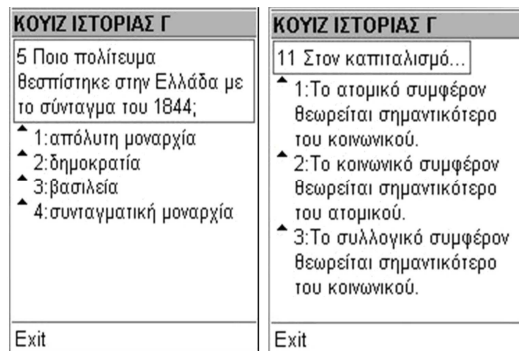 ΚΟΥΙΖ ΙΣΤΟΡΙΑΣ Γ
5 Ποιο πολίτευμα
θεσπίστηκε στην Ελλάδα με
το σύνταγμα του 1844;
1:απόλυτη μοναρχία
2:δημοκρατία
3:βασιλεία
4:συνταγματική μοναρχία
Exit
ΚΟΥΙΖ ΙΣΤΟΡΙΑΣ Γ
11 Στον καπιταλισμό...
1:Το ατομικό συμφέρον
θεωρείται σημαντικότερο
του κοινωνικού.
2:Το κοινωνικό συμφέρον
θεωρείται σημαντικότερο
του ατομικού.
3:Το συλλογικό συμφέρον
θεωρείται σημαντικότερο
του κοινωνικού.
Exit